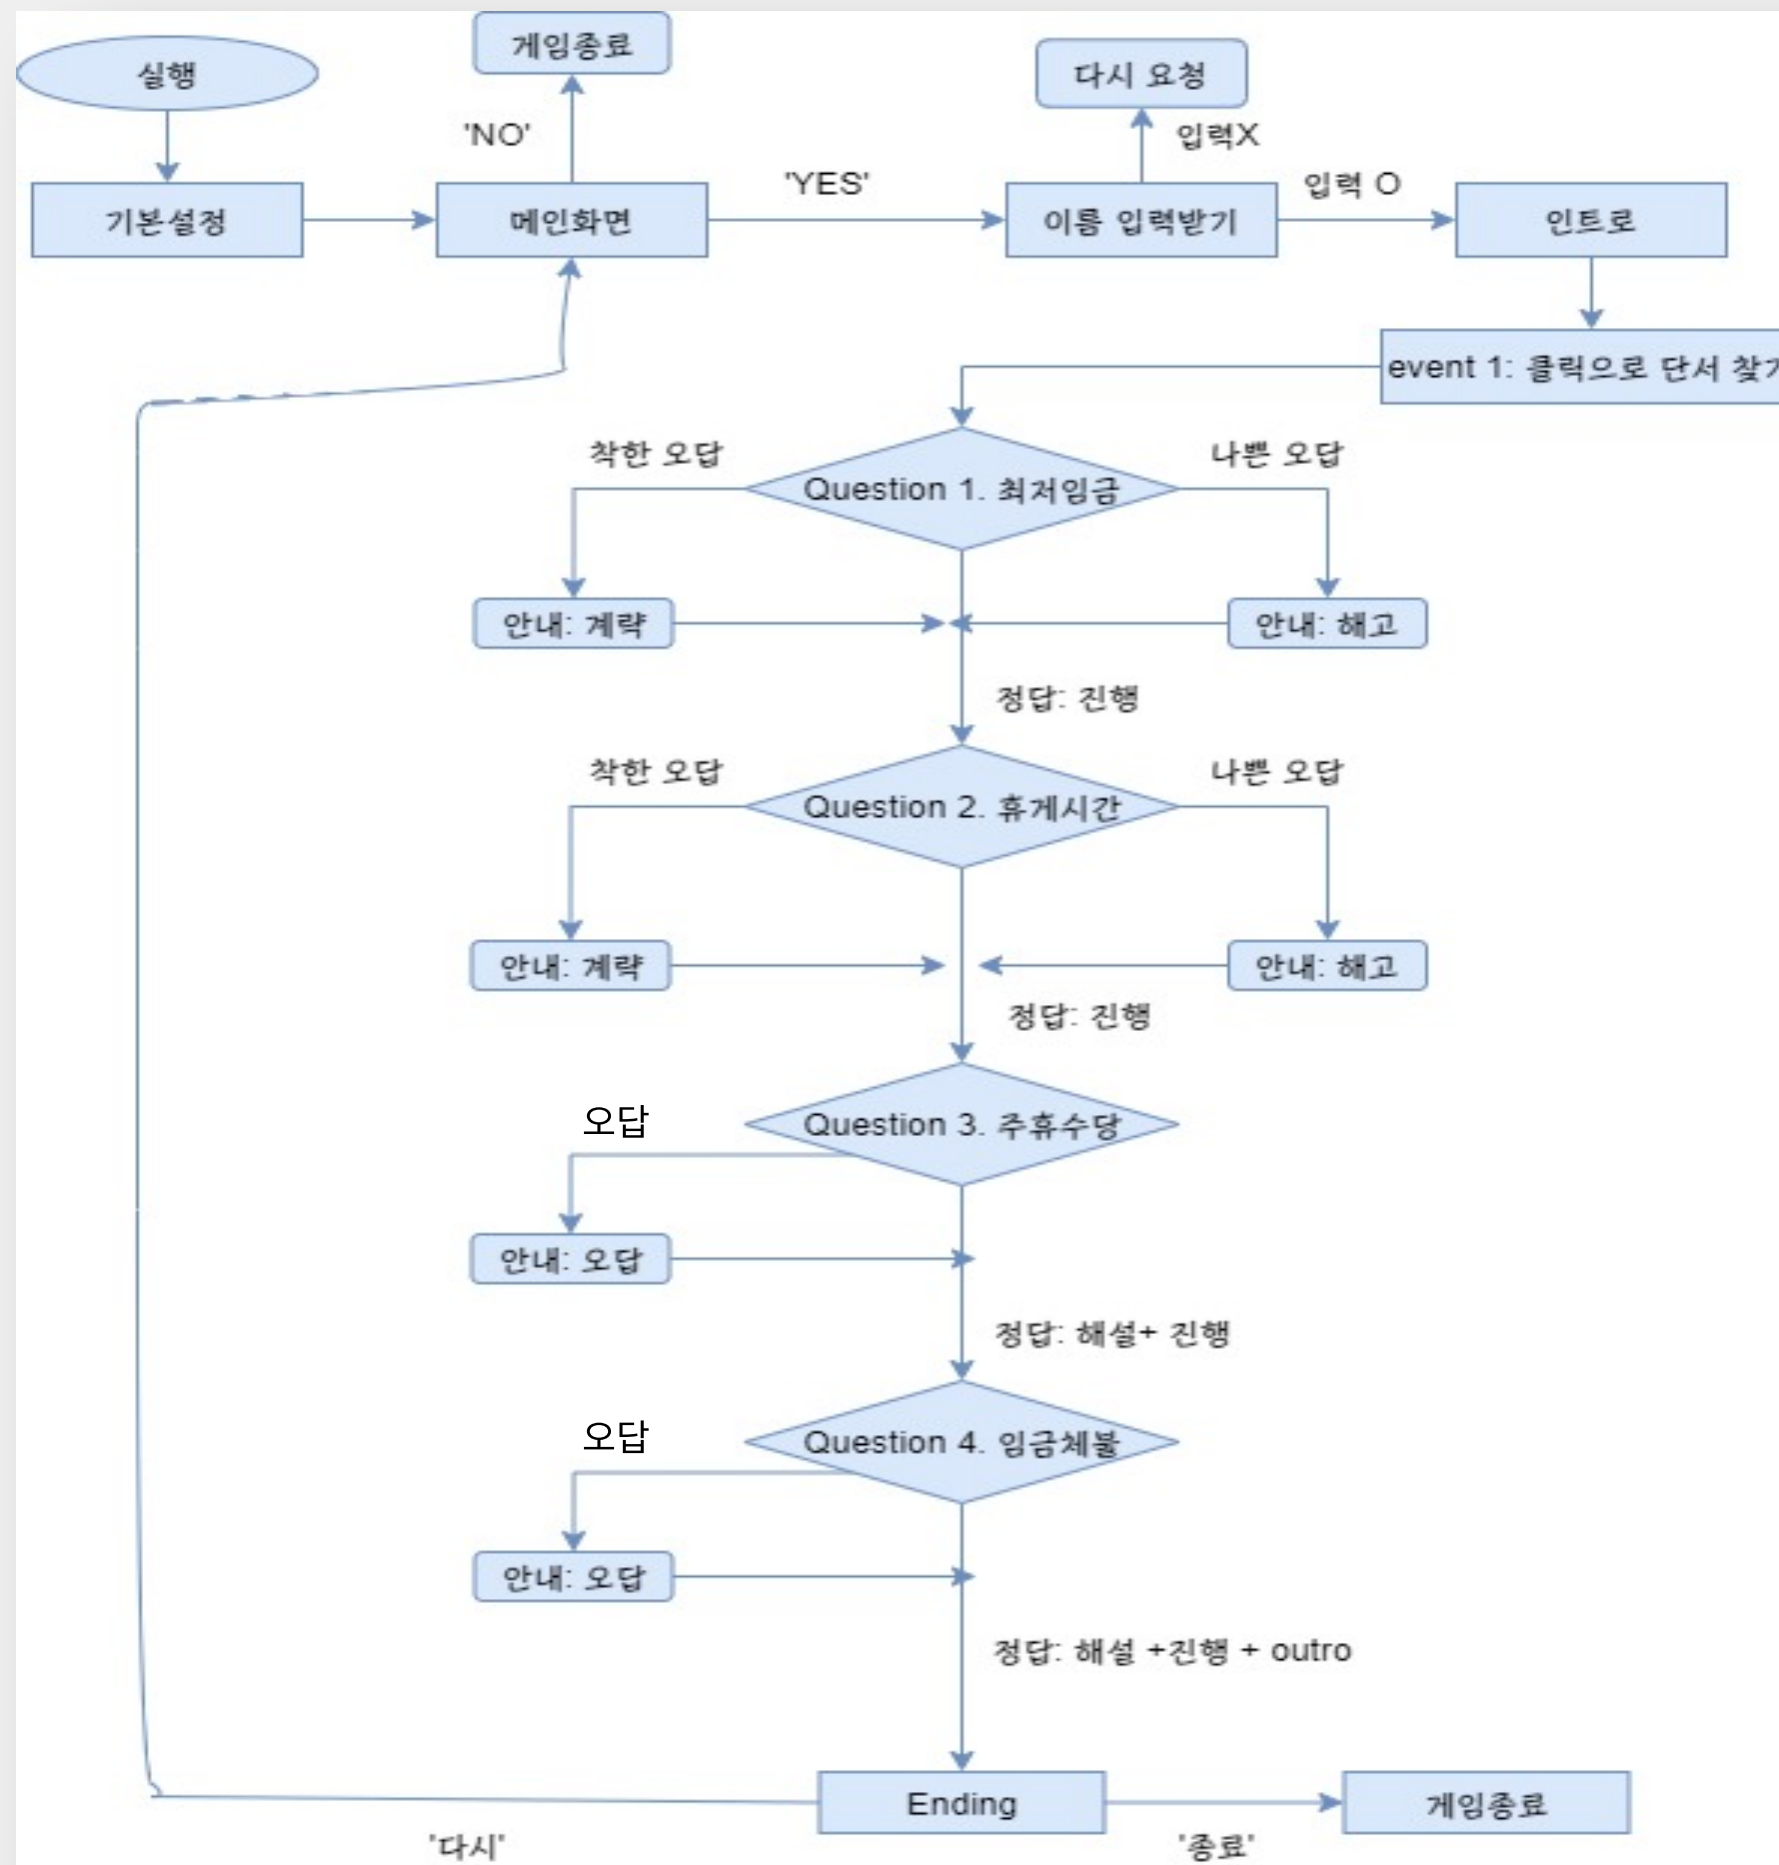 게임종료
실행
다시 요청
'NO'
입력X
'YES'
입력 O
기본설정
메인화면
이름 입력받기
인트로
event 1: 클릭으로 단서 찾기
착한 오답
나쁜 오답
Question 1. 최저임금
안내: 계략
안내: 해고
정답: 진행
착한 오답
나쁜 오답
Question 2. 휴게시간
안내: 계략
안내: 해고
정답: 진행
오답
Question 3. 주휴수당
안내: 오답
정답: 해설+ 진행
오답
Question 4. 임금체불
안내: 오답
정답: 해설 +진행 + outro
Ending
게임종료
'다시'
'종료'